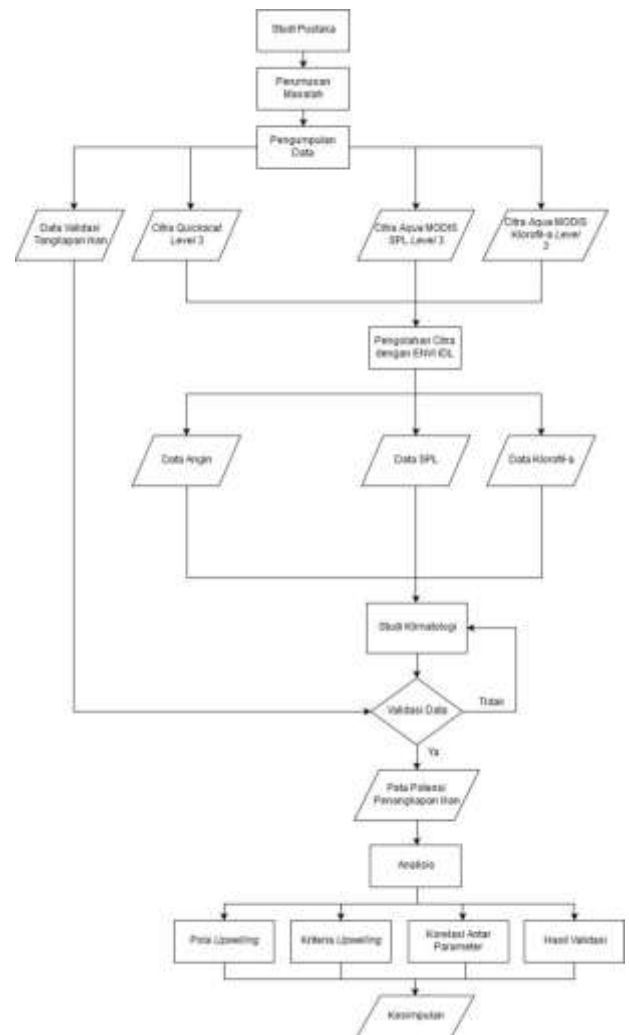 Studi Pustaka
Perumusan
Masalah
Pengumpulan
Data
Data Validasi
Tangkapan Ikan
Citra Quickscat
Level 3
Citra Aqua MODIS
SPL Level 3
Citra Aqua MODIS
Klorofil-a Level
3
Pengolahan Citra
dengan ENVI IDL
Data Angin
Data SPL
Data Klorofil-a
Studi Klimatologi
Validasi Data
Tidak
Ya
Peta Potensi
Penangkapan Ikan
Analisis
Upwelling
Kriteria Upwelling
Korelasi Antar
Parameter
Hasil Validasi
Kesimpulan